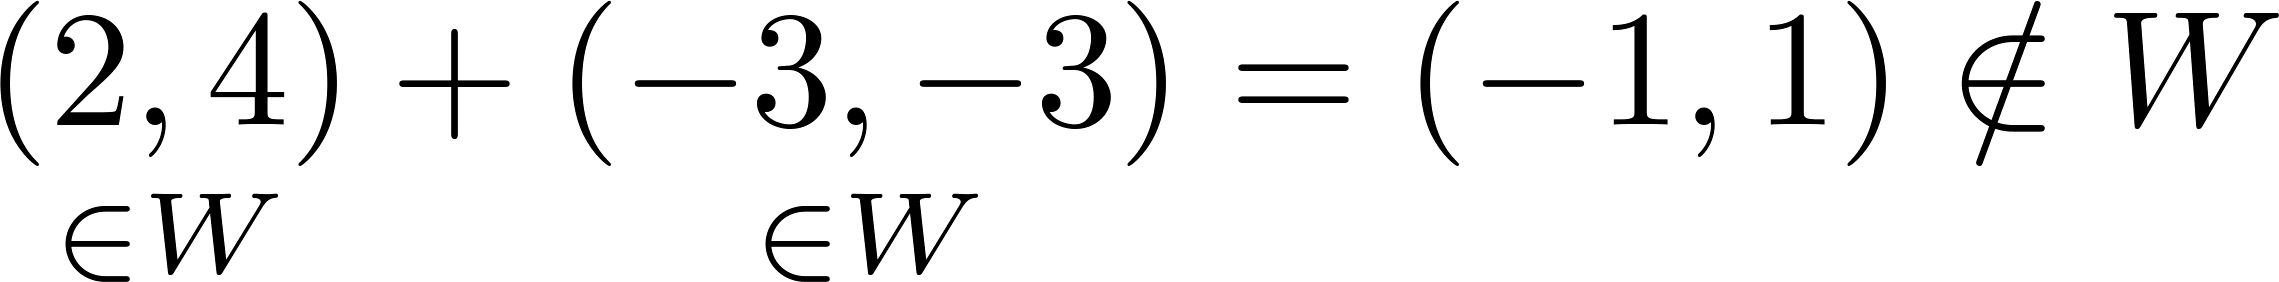 (2, 4) + (−3, −3) = (−1, 1) ∉ W
∈W ∈W